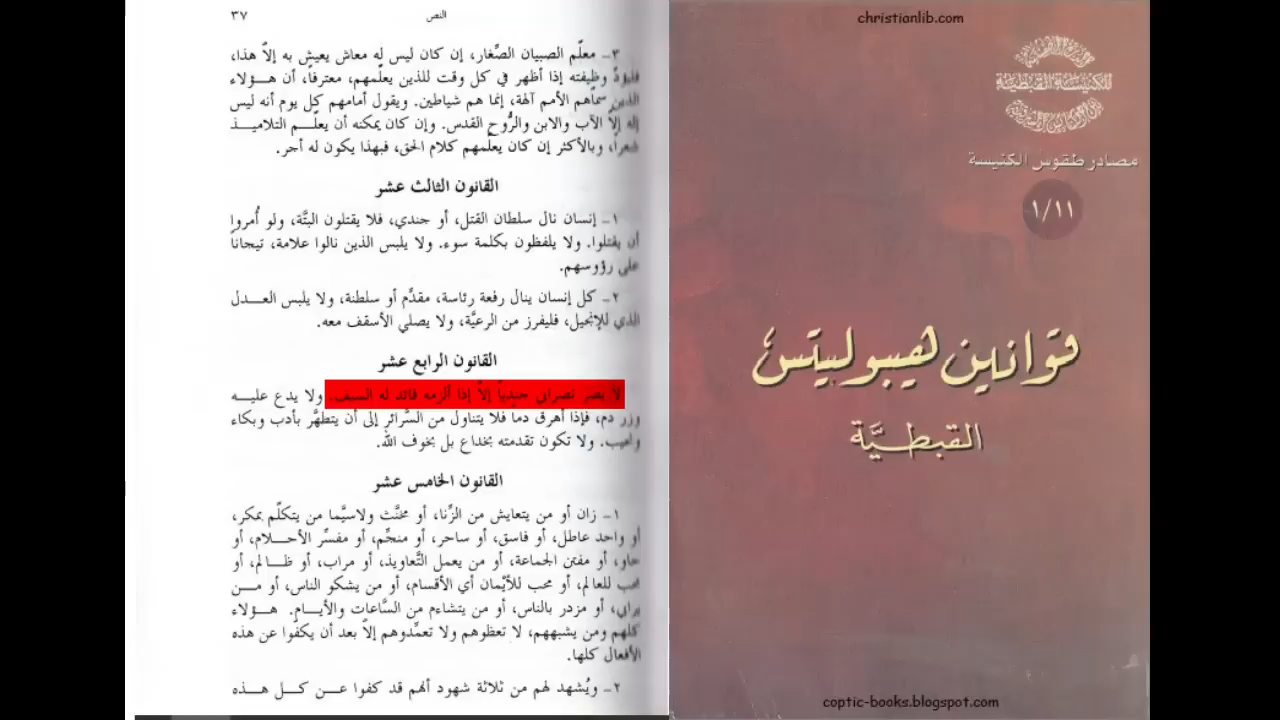 النص ٣٧
٣– معلّم الصبيان الصِّغار، إن كان ليس له معاش يعيش به إلاّ هذا،
فليؤدِّ وظيفته إذا أظهر في كل وقت للذين يعلّمهم، معترفاً، أن هـؤلاء
الذين سمّاهم الأمم آلهة، إنما هم شياطين. ويقول أمامهم كل يوم أنه ليس
إله إلاّ الآب والابن والرُّوح القدس. وإن كان يمكنه أن يعلّـم التلاميـذ
شعراً، وبالأكثر إن كان يعلّمهم كلام الحق، فبهذا يكون له أجر.
القانون الثالث عشر
١– إنسان نال سلطان القتل، أو جندي، فلا يقتلون البتَّة، ولو أُمروا
أن يقتلوا. ولا يلفظون بكلمة سوء. ولا يلبس الذين نالوا علامة، تيجاناً
على رؤوسهم.
٢– كل إنسان ينال رفعة رئاسة، مقدَّم أو سلطنة، ولا يلبس العـدل
الذي للإنجيل، فليفرز من الرعيَّة، ولا يصلي الأسقف معه.
القانون الرابع عشر
لا يصر نصراني جندياً إلاّ إذا ألزمه قائد له السيف. ولا يدع عليـه
وزر دم، فإذا أهرق دماً فلا يتناول من السَّرائر إلى أن يتطهَّر بأدب وبكاء
ونحيب. ولا تكون تقدمته بخداع بل بخوف الله.
القانون الخامس عشر
١– زان أو من يتعايش من الزِّنا، أو مخنَّث ولاسيَّما من يتكلّم بمكر،
أو واحد عاطل، أو فاسق، أو ساحر، أو منجِّم، أو مفسِّر الأحـلام، أو
حاو، أو مفتن الجماعة، أو من يعمل التَّعاويذ، أو مراب، أو ظـالم، أو
محب للعالم، أو محب للأيْمان أي الأقسام، أو من يشكو الناس، أو مـن
يرابي، أو مزدر بالناس، أو من يتشاءم من السَّاعات والأيـام. هـؤلاء
كلهم ومن يشبههم، لا تعظوهم ولا تعمِّدوهم إلاّ بعد أن يكفّوا عن هذه
الأفعال كلها.
٢– ويُشهد لهم من ثلاثة شهود أنهم قد كفوا عـن كـل هـذه
christianlib.com
للكنيسة القبطية
مصادر طقوس الكنيسة
١/١١
قوانين هيبوليتس
القبطيَّة
coptic-books.blogspot.com